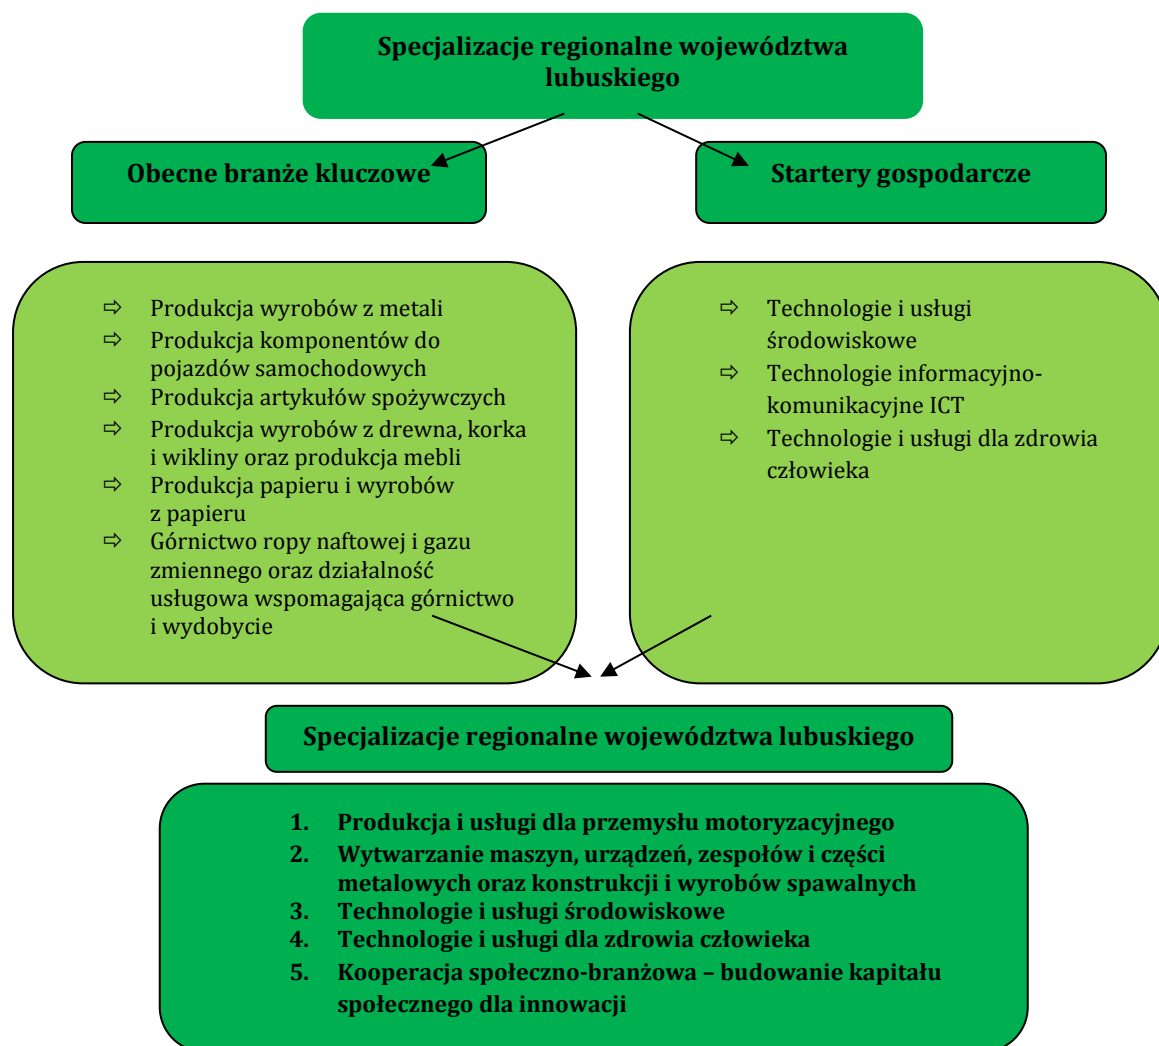 Specjalizacje regionalne województwa
lubuskiego
Obecne branże kluczowe
Startery gospodarcze
⇨ Produkcja wyrobów z metali
⇨ Produkcja komponentów do
pojazdów samochodowych
⇨ Produkcja artykułów spożywczych
⇨ Produkcja wyrobów z drewna, korka
i wikliny oraz produkcja mebli
⇨ Produkcja papieru i wyrobów
z papieru
⇨ Górnictwo ropy naftowej i gazu
zmiennego oraz działalność
usługowa wspomagająca górnictwo
i wydobycie
⇨ Technologie i usługi
środowiskowe
⇨ Technologie informacyjno-
komunikacyjne ICT
⇨ Technologie i usługi dla zdrowia
człowieka
Specjalizacje regionalne województwa lubuskiego
1. Produkcja i usługi dla przemysłu motoryzacyjnego
2. Wytwarzanie maszyn, urządzeń, zespołów i części
metalowych oraz konstrukcji i wyrobów spawalnych
3. Technologie i usługi środowiskowe
4. Technologie i usługi dla zdrowia człowieka
5. Kooperacja społeczno-branżowa – budowanie kapitału
społecznego dla innowacji